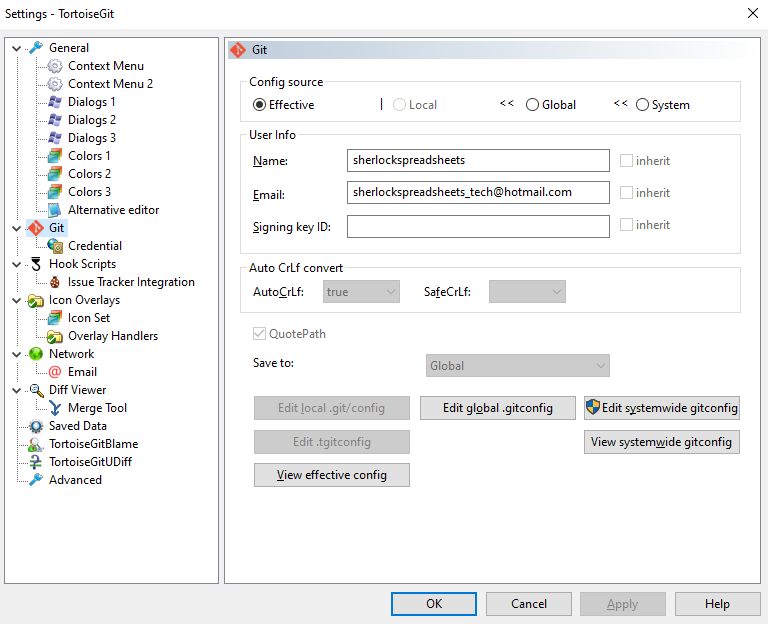 Settings - TortoiseGit
General
Context Menu
Context Menu 2
Dialogs 1
Dialogs 2
Dialogs 3
Colors 1
Colors 2
Colors 3
Alternative editor
Git
Credential
Hook Scripts
Issue Tracker Integration
Icon Overlays
Icon Set
Overlay Handlers
Network
Email
Diff Viewer
Merge Tool
Saved Data
TortoiseGitBlame
TortoiseGitUDiff
Advanced
Git
Config source
Effective | Local << Global << System
User Info
Name: sherlockspreadsheets inherit
Email: sherlockspreadsheets_tech@hotmail.com inherit
Signing key ID: inherit
Auto CrLf convert
AutoCrLf: true SafeCrLf:
QuotePath
Save to: Global
Edit local .git/config Edit global .gitconfig Edit systemwide gitconfig
Edit .tgitconfig View systemwide gitconfig
View effective config
OK Cancel Apply Help